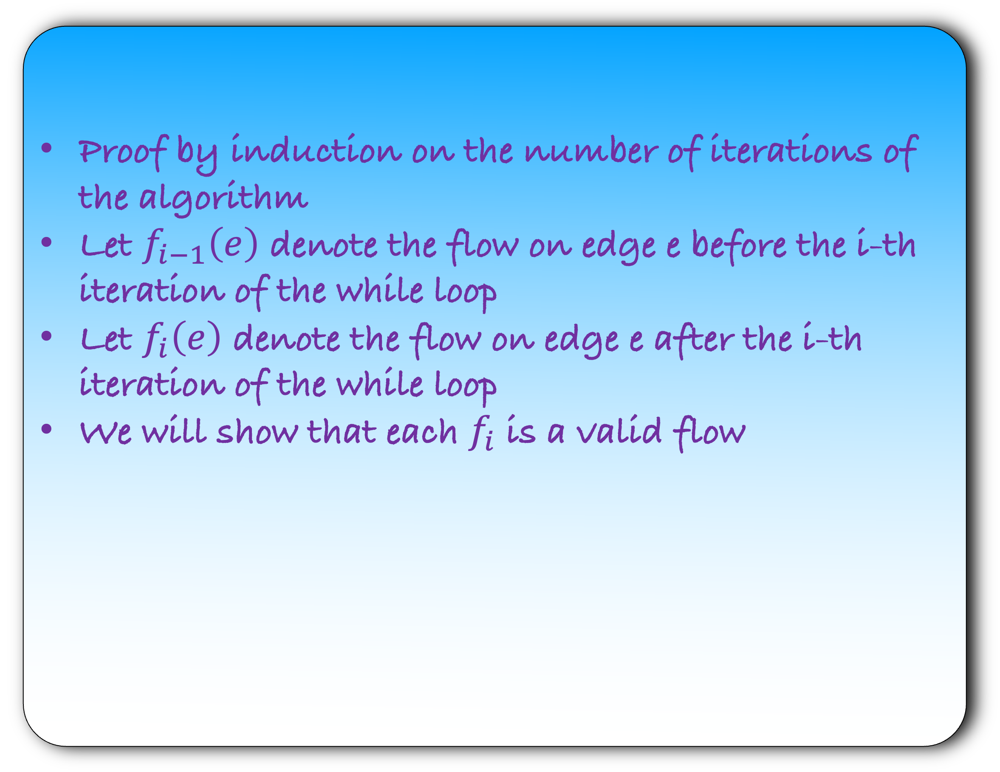 • Proof by induction on the number of iterations of
the algorithm
• Let $f_{i-1}(e)$ denote the flow on edge e before the i-th
iteration of the while loop
• Let $f_i(e)$ denote the flow on edge e after the i-th
iteration of the while loop
• We will show that each $f_i$ is a valid flow